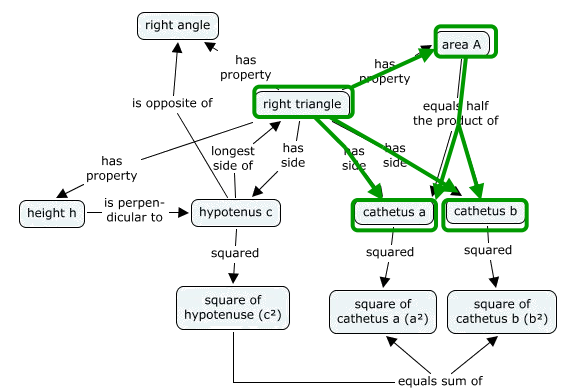 right angle
area A
has
property
has
property
is opposite of
right triangle
equals half
the product of
has
property
longest
side of
has
side
has
side
has
side
height h
is perpen-
dicular to
hypotenus c
cathetus a
cathetus b
squared
squared
squared
square of
hypotenuse (c²)
square of
cathetus a (a²)
square of
cathetus b (b²)
equals sum of